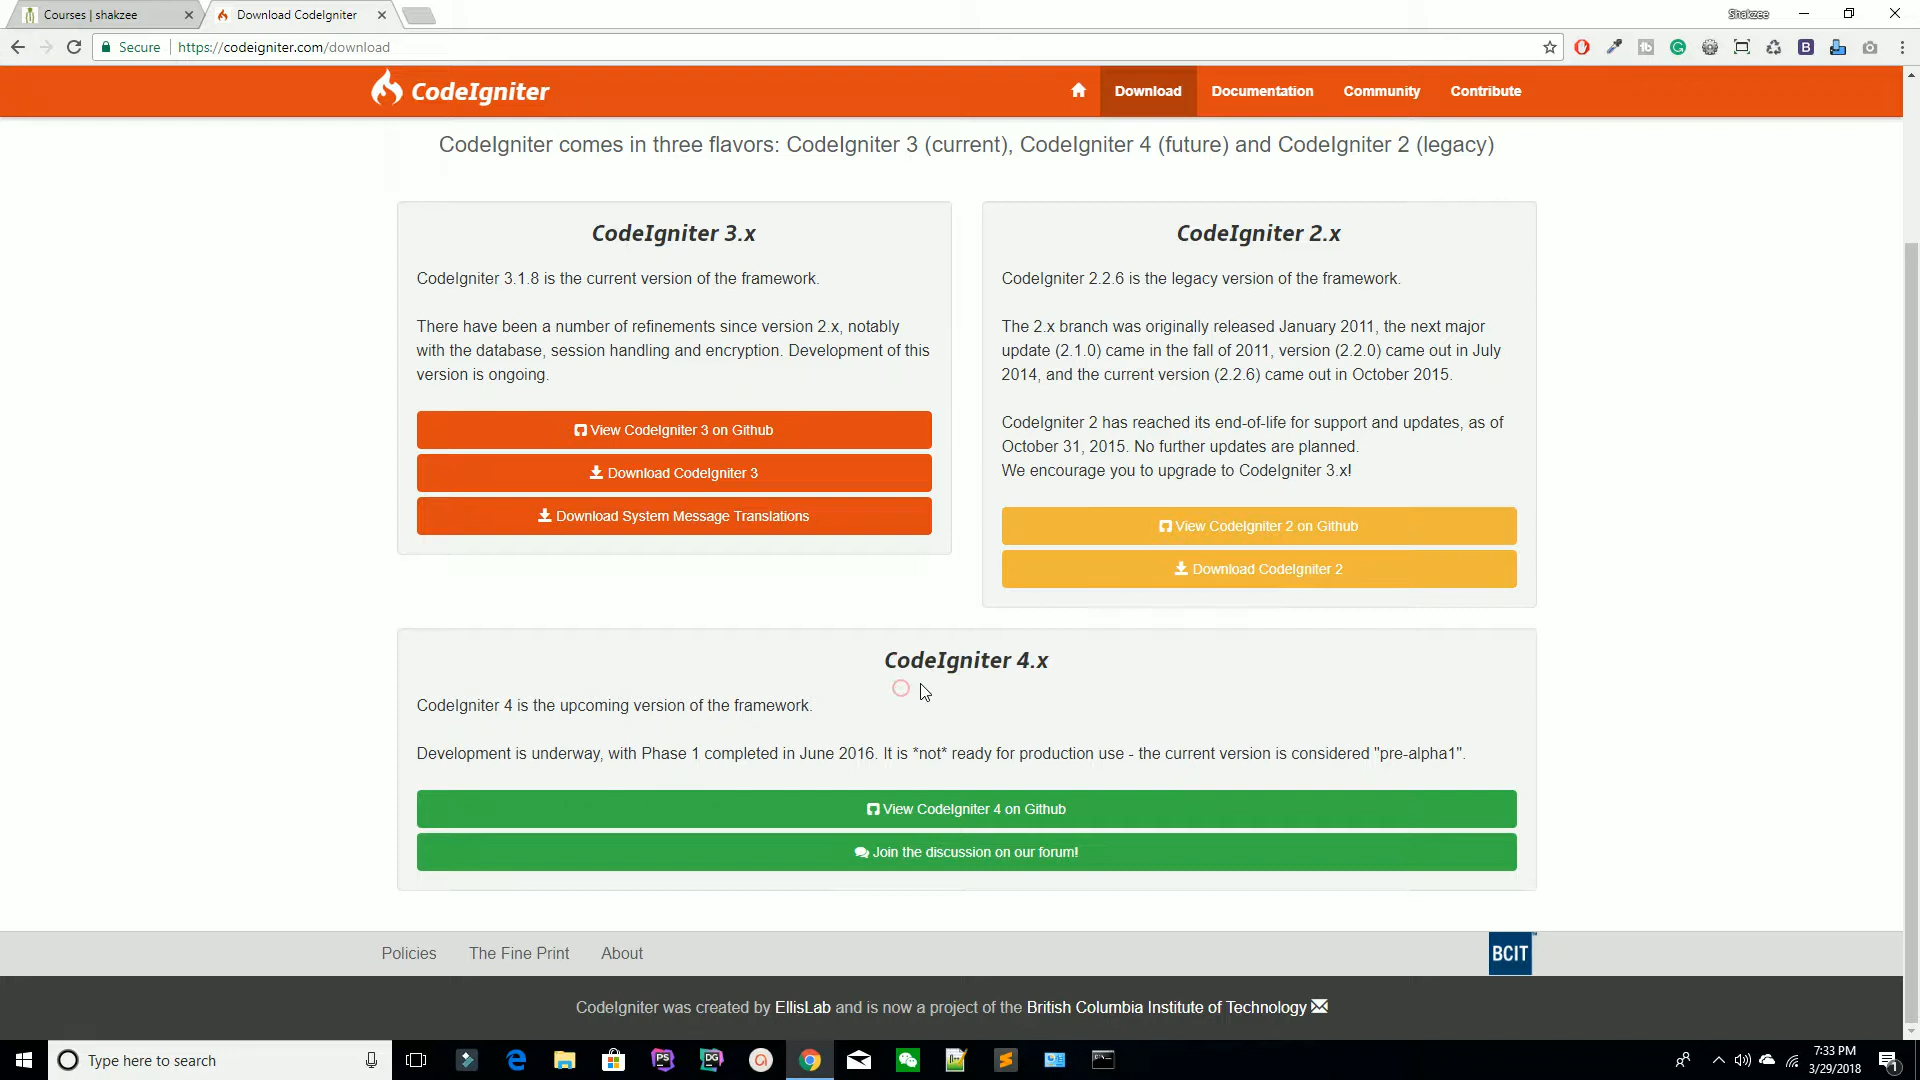 Courses | shakzee
Download CodeIgniter
Shakzee
Secure
https://codeigniter.com/download
CodeIgniter
Download
Documentation
Community
Contribute
CodeIgniter comes in three flavors: CodeIgniter 3 (current), CodeIgniter 4 (future) and CodeIgniter 2 (legacy)
CodeIgniter 3.x
CodeIgniter 3.1.8 is the current version of the framework.
There have been a number of refinements since version 2.x, notably
with the database, session handling and encryption. Development of this
version is ongoing.
View CodeIgniter 3 on Github
Download CodeIgniter 3
Download System Message Translations
CodeIgniter 2.x
CodeIgniter 2.2.6 is the legacy version of the framework.
The 2.x branch was originally released January 2011, the next major
update (2.1.0) came in the fall of 2011, version (2.2.0) came out in July
2014, and the current version (2.2.6) came out in October 2015.
CodeIgniter 2 has reached its end-of-life for support and updates, as of
October 31, 2015. No further updates are planned.
We encourage you to upgrade to CodeIgniter 3.x!
View CodeIgniter 2 on Github
Download CodeIgniter 2
CodeIgniter 4.x
CodeIgniter 4 is the upcoming version of the framework.
Development is underway, with Phase 1 completed in June 2016. It is *not* ready for production use - the current version is considered "pre-alpha1".
View CodeIgniter 4 on Github
Join the discussion on our forum!
Policies
The Fine Print
About
BCIT
CodeIgniter was created by EllisLab and is now a project of the British Columbia Institute of Technology
Type here to search
PS
DG
7:33 PM
3/29/2018
1